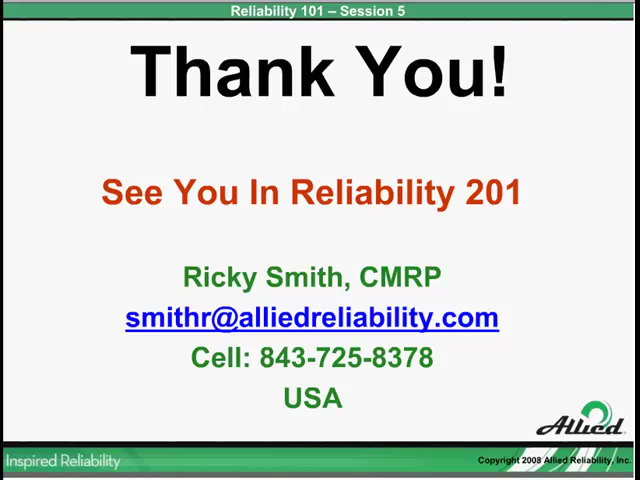 Reliability 101 – Session 5
Thank You!
See You In Reliability 201
Ricky Smith, CMRP
smithr@alliedreliability.com
Cell: 843-725-8378
USA
Allied
Inspired Reliability
Copyright 2008 Allied Reliability, Inc.